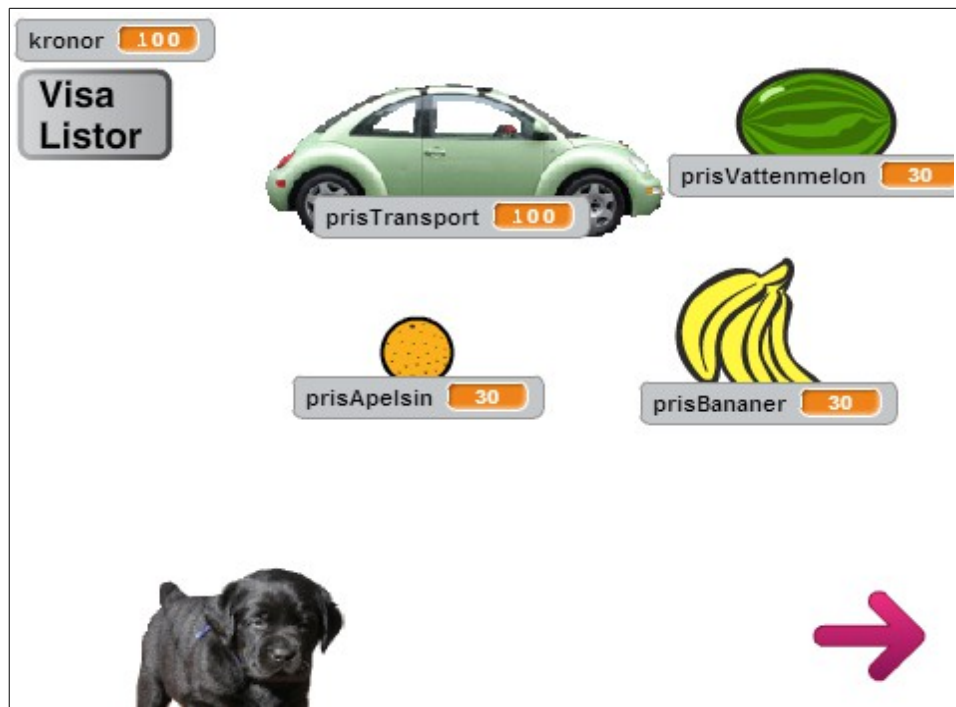 kronor 100
Visa
Listor
prisVattenmelon 30
prisTransport 100
prisApelsin 30
prisBananer 30